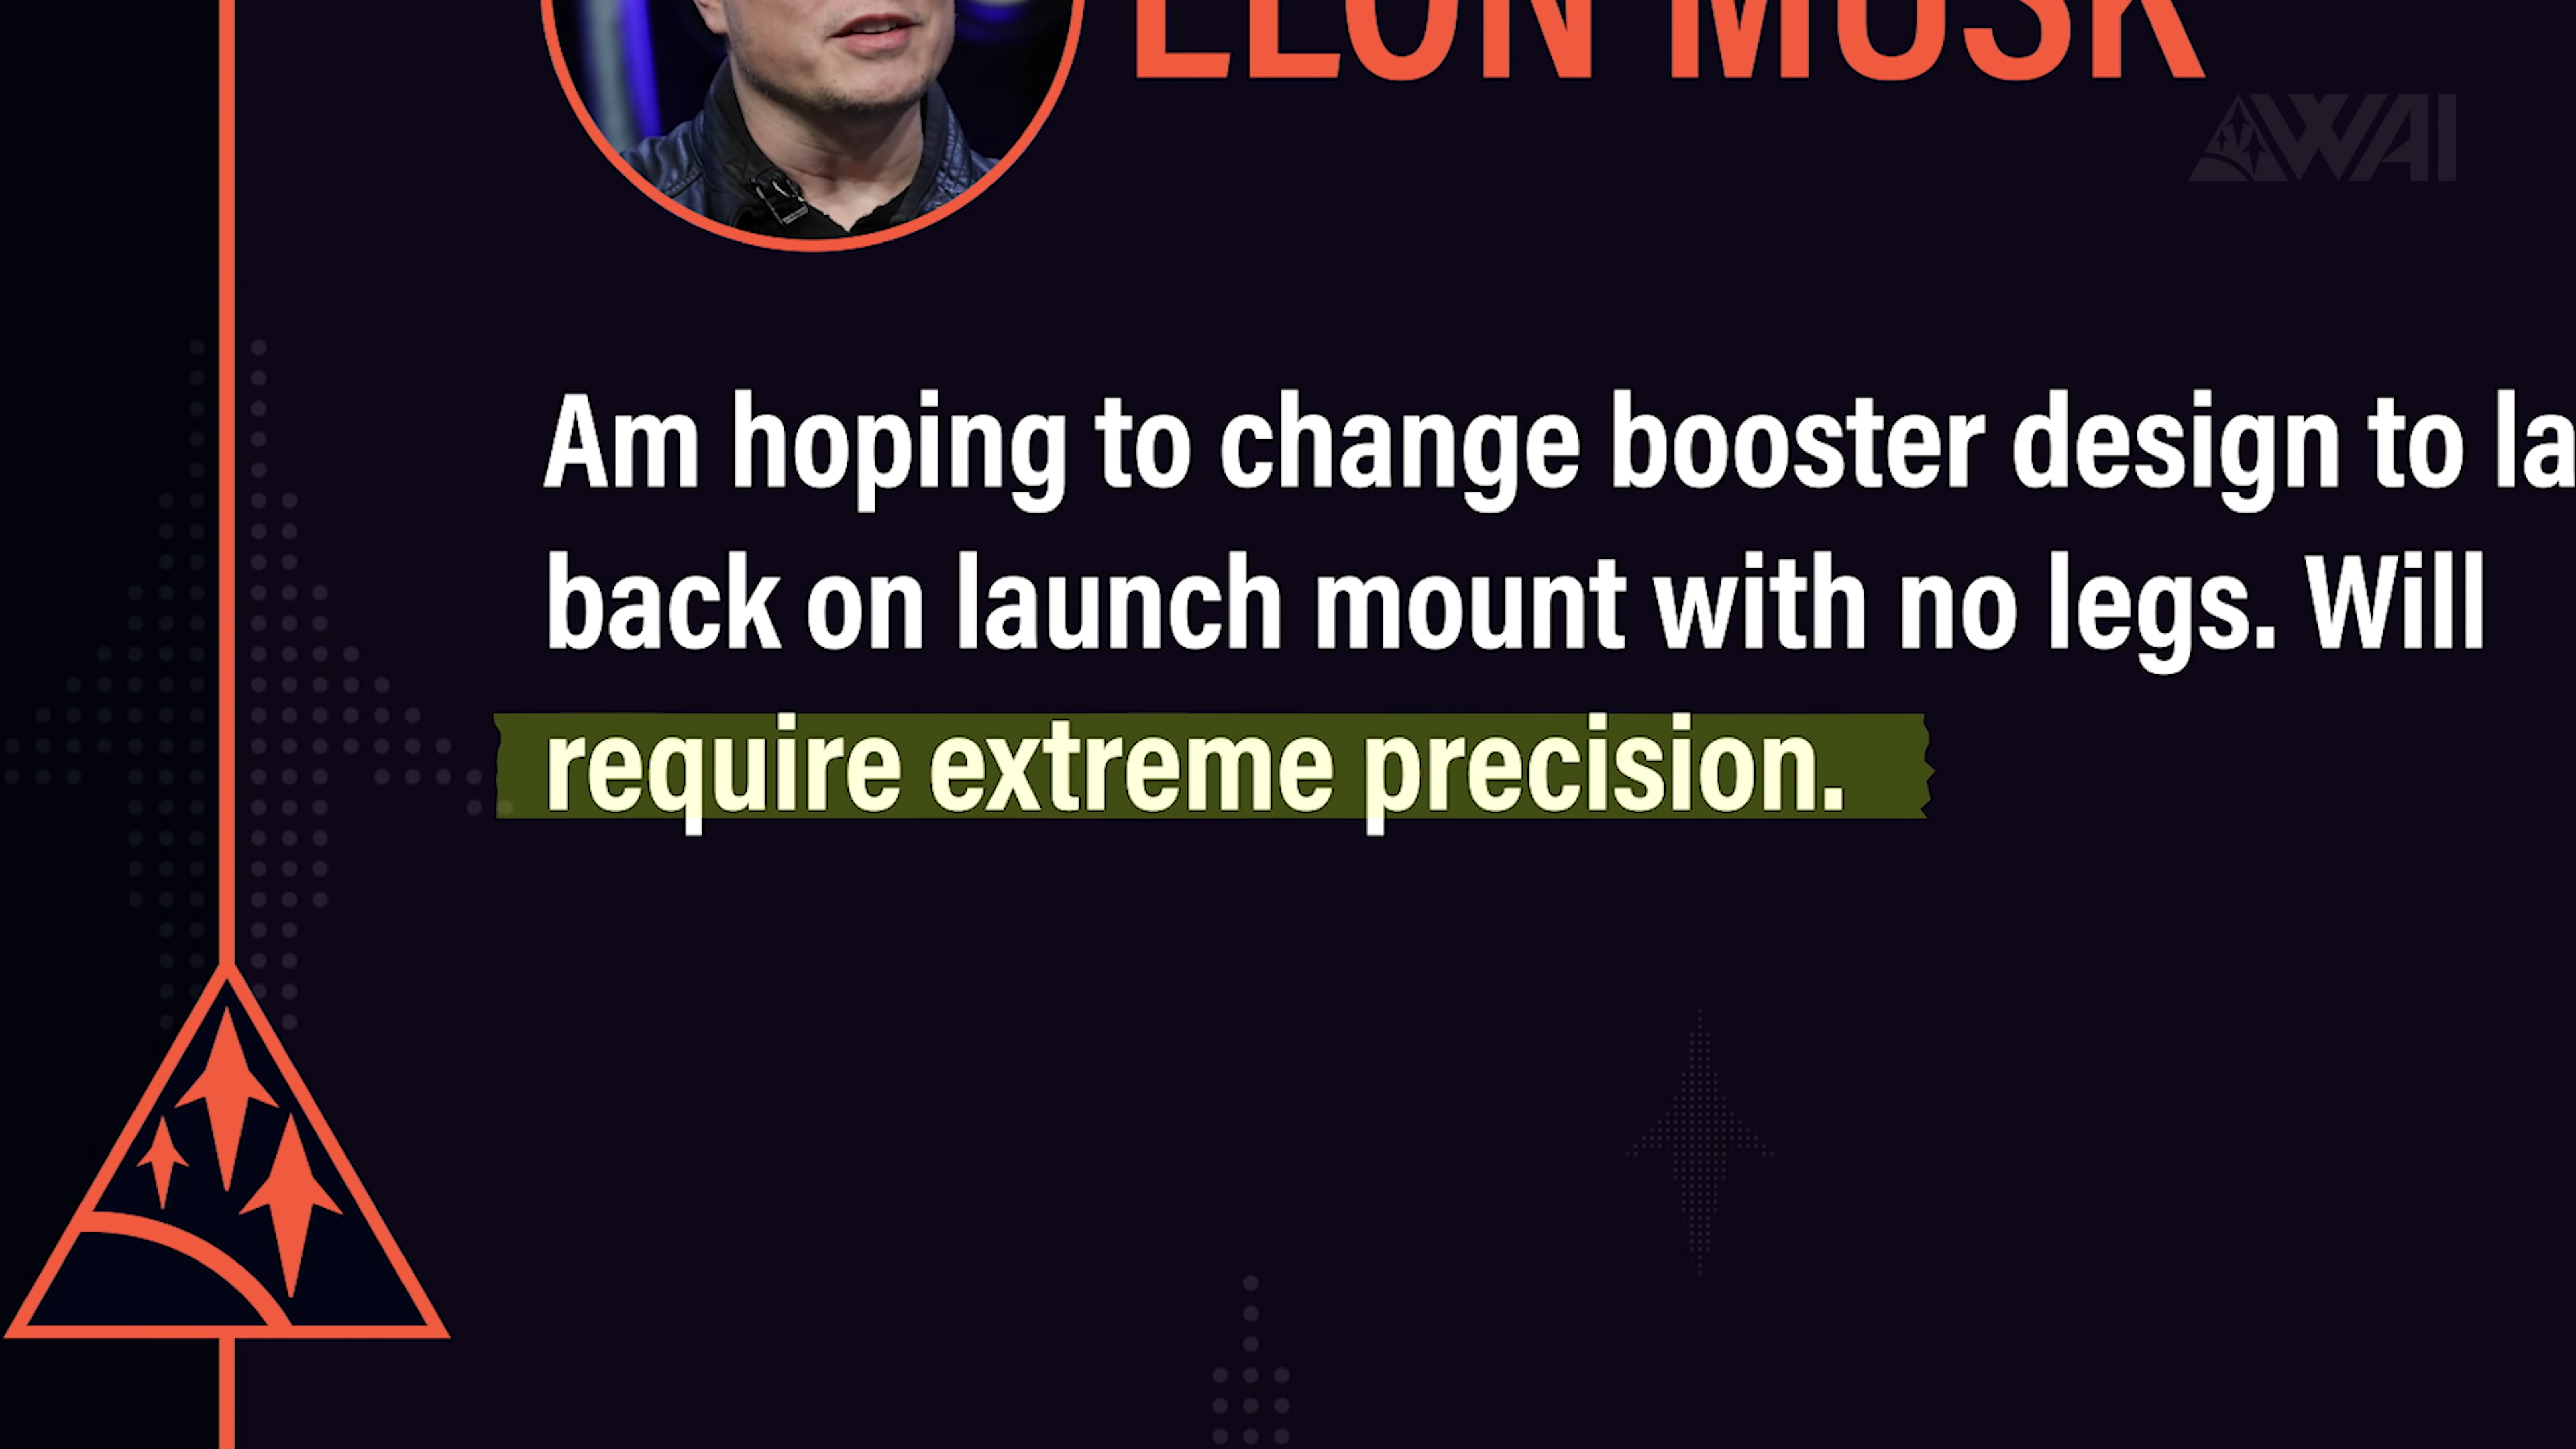 ELON MUSK
WAI
Am hoping to change booster design to la
back on launch mount with no legs. Will
require extreme precision.